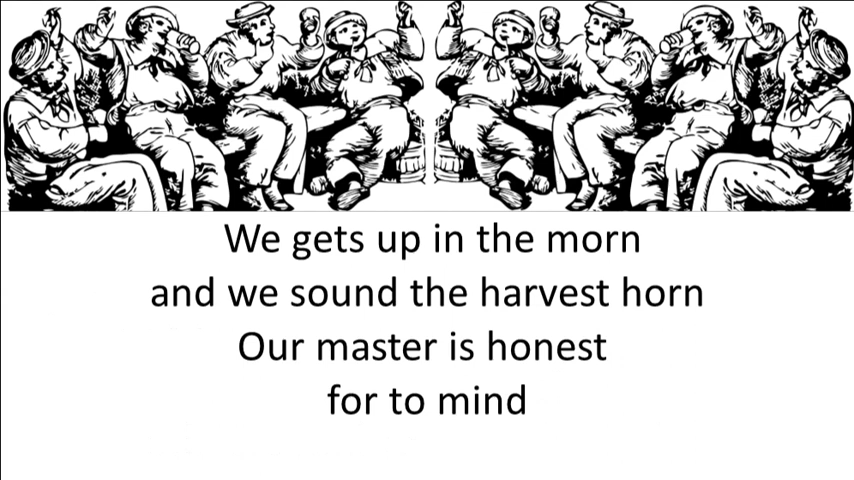 We gets up in the morn
and we sound the harvest horn
Our master is honest
for to mind